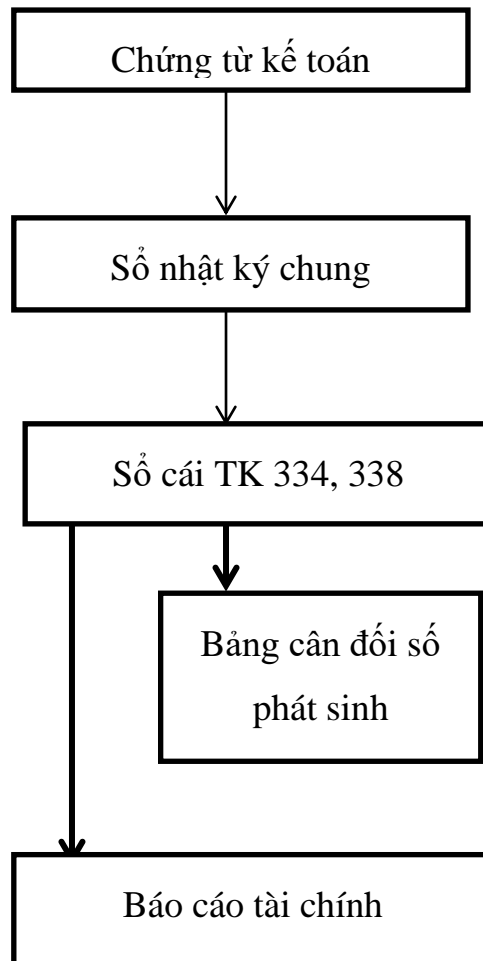 Chứng từ kế toán
Sổ nhật ký chung
Sổ cái TK 334, 338
Bảng cân đối số
phát sinh
Báo cáo tài chính